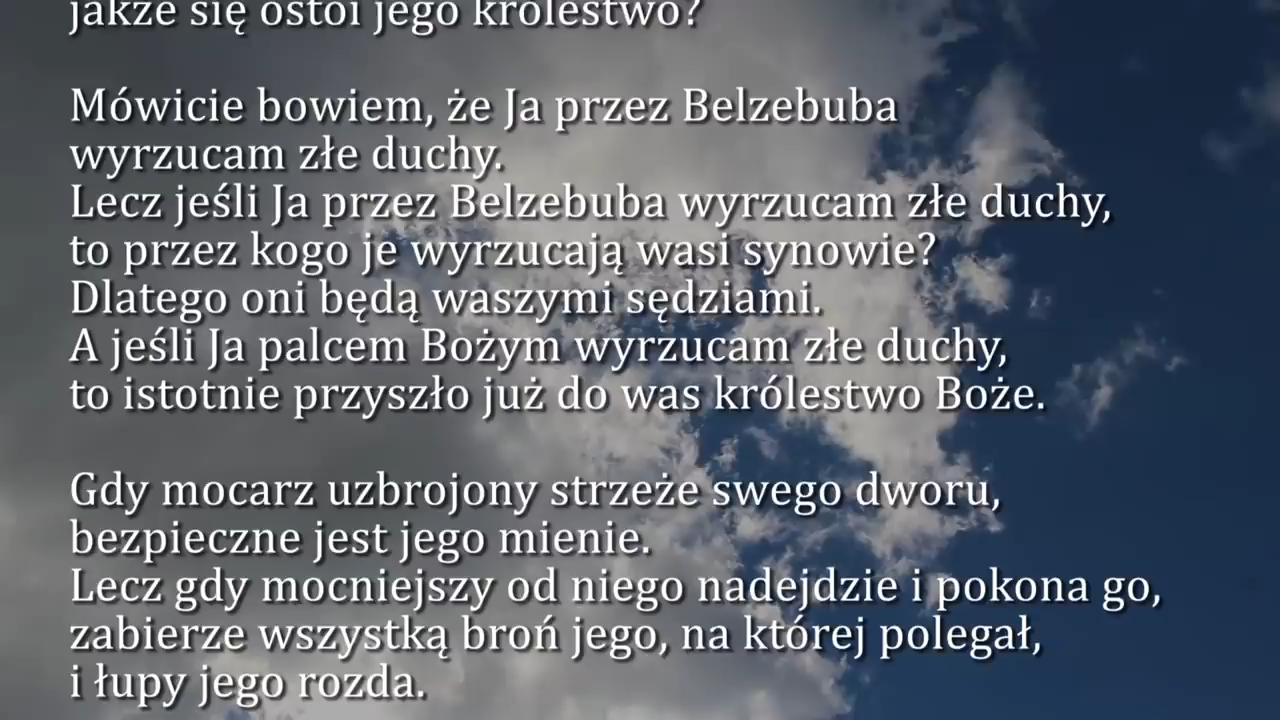 jakże się ostoi jego królestwo?
Mówicie bowiem, że Ja przez Belzebuba
wyrzucam złe duchy.
Lecz jeśli Ja przez Belzebuba wyrzucam złe duchy,
to przez kogo je wyrzucają wasi synowie?
Dlatego oni będą waszymi sędziami.
A jeśli Ja palcem Bożym wyrzucam złe duchy,
to istotnie przyszło już do was królestwo Boże.
Gdy mocarz uzbrojony strzeże swego dworu,
bezpieczne jest jego mienie.
Lecz gdy mocniejszy od niego nadejdzie i pokona go,
zabierze wszystką broń jego, na której polegał,
i łupy jego rozda.